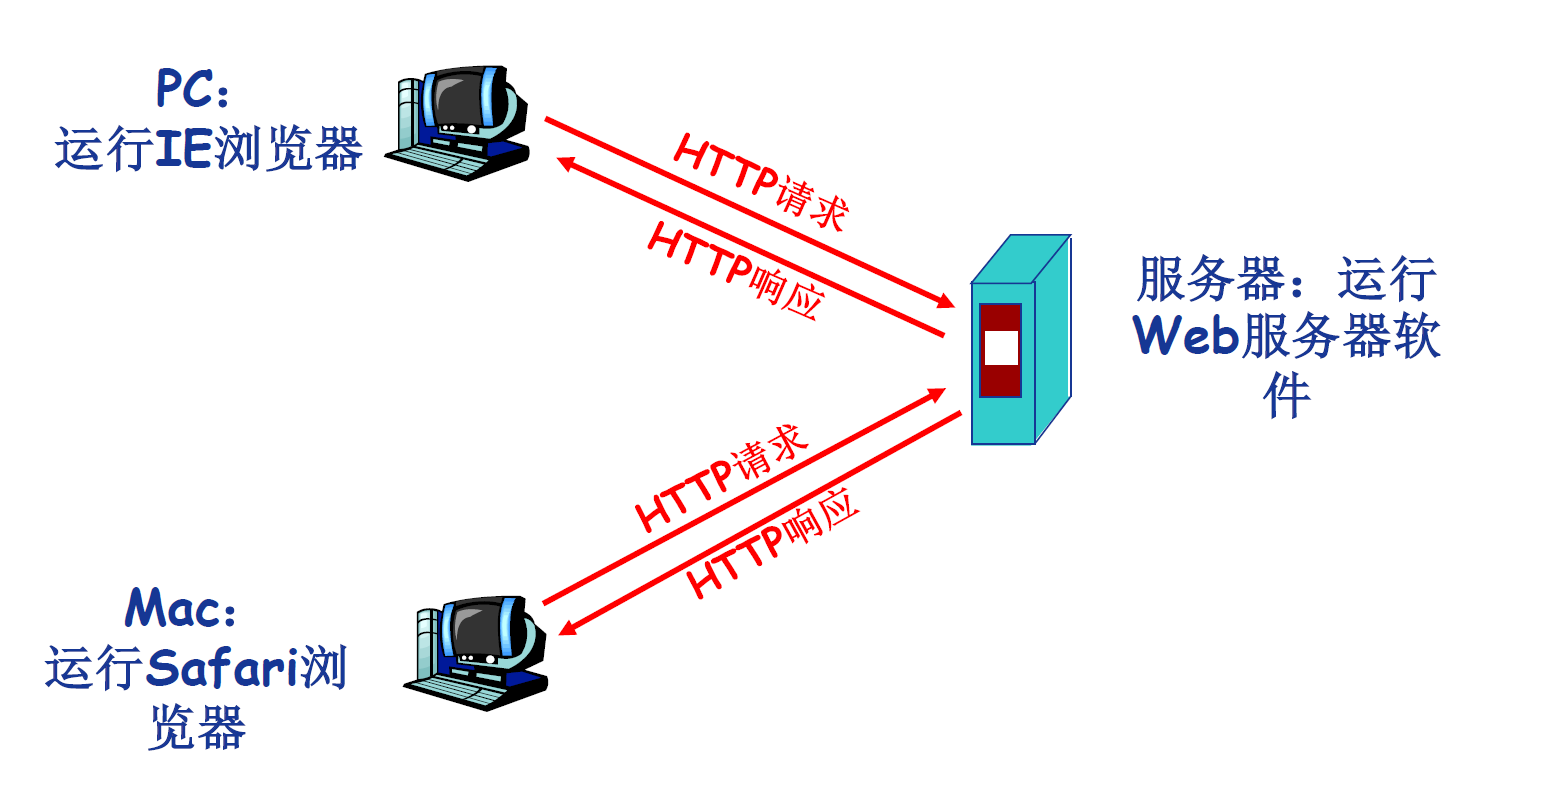 PC：
运行IE浏览器
HTTP请求
HTTP响应
服务器：运行
Web服务器软
件
HTTP请求
HTTP响应
Mac：
运行Safari浏
览器